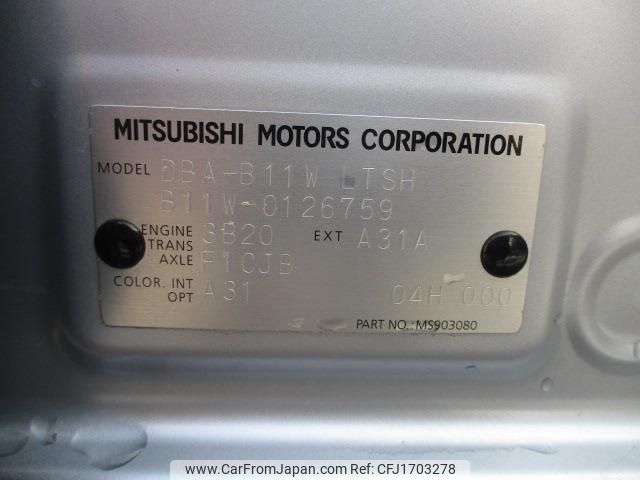 MITSUBISHI MOTORS CORPORATION
MODEL DBA-B11W LTSH
B11W-0126759
ENGINE 3B20 EXT A31A
TRANS
AXLE F1CJB
COLOR. INT A31
OPT 04H 000
PART NO.:MS903080
www.CarFromJapan.com Ref No. CFJ1703278